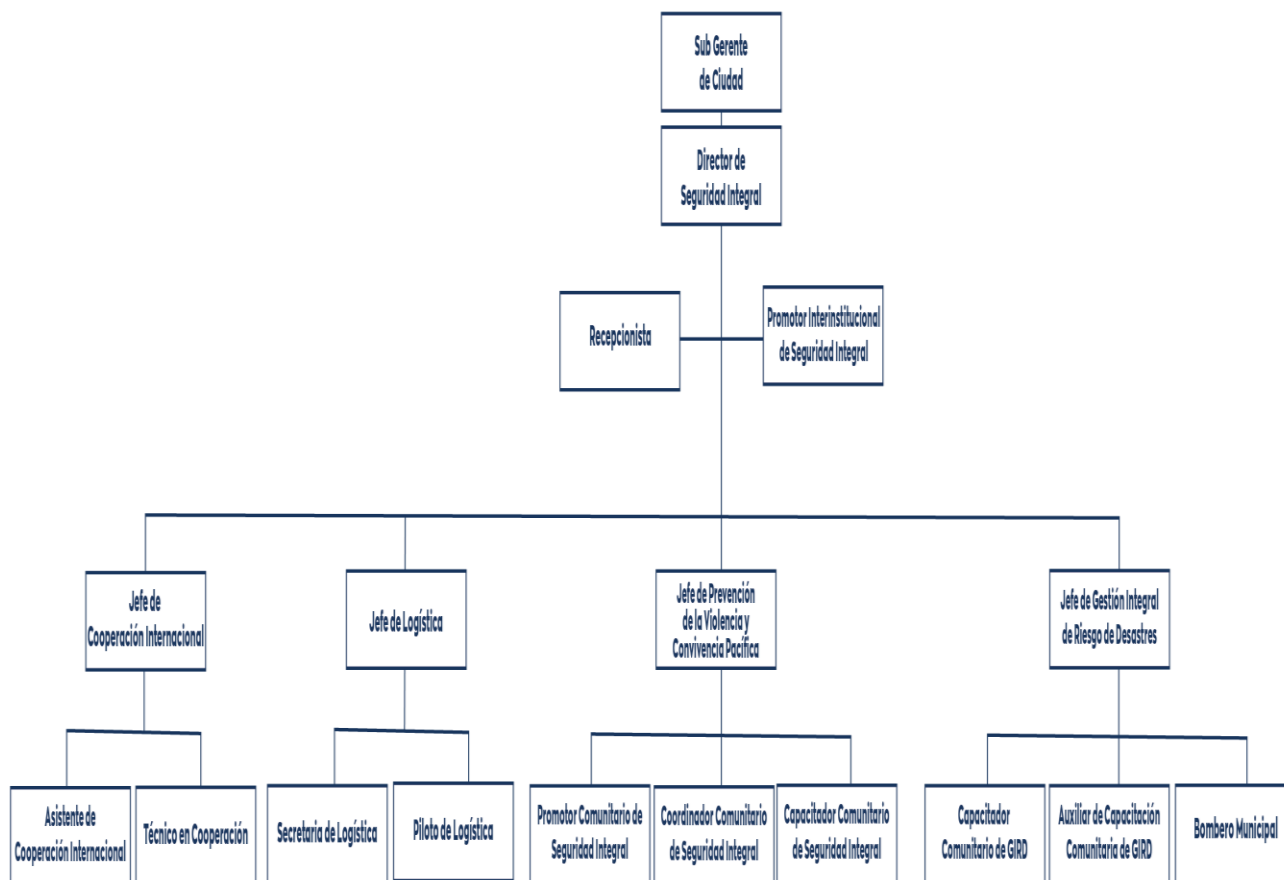 Sub Gerente
de Ciudad
Director de
Seguridad Integral
Recepcionista
Promotor Interinstitucional
de Seguridad Integral
Jefe de
Cooperación Internacional
Jefe de Logística
Jefe de Prevención
de la Violencia y
Convivencia Pacífica
Jefe de Gestión Integral
de Riesgo de Desastres
Asistente de
Cooperación Internacional
Técnico en Cooperación
Secretaria de Logística
Piloto de Logística
Promotor Comunitario de
Seguridad Integral
Coordinador Comunitario
de Seguridad Integral
Capacitador Comunitario
de Seguridad Integral
Capacitador
Comunitario de GIRD
Auxiliar de Capacitación
Comunitaria de GIRD
Bombero Municipal